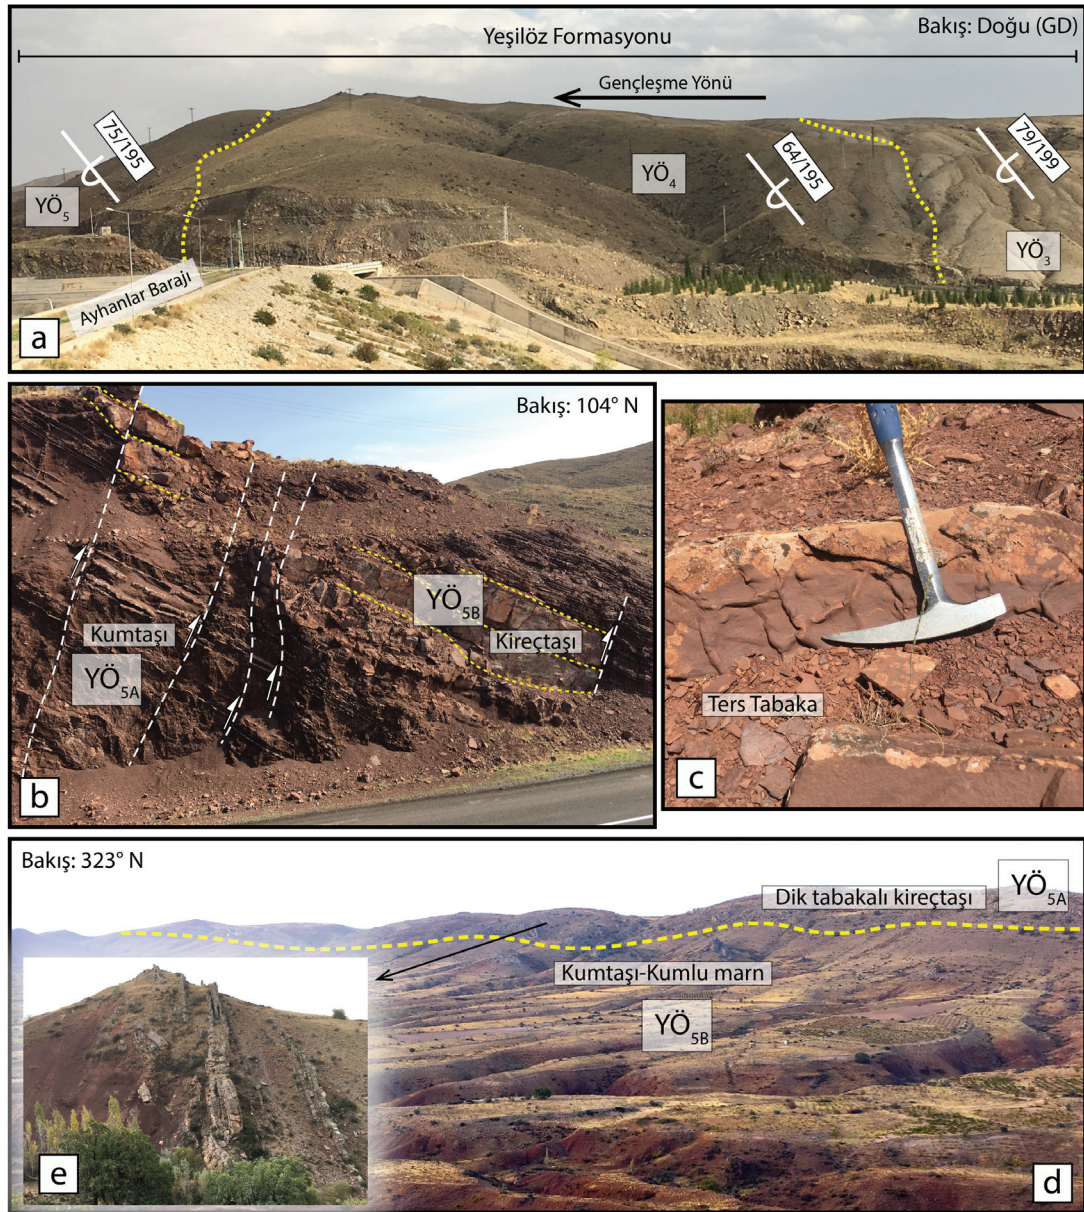 Yeşilöz Formasyonu
Bakış: Doğu (GD)
Gençleşme Yönü
75/195
64/195
79/199
YÖ5
YÖ4
YÖ3
Ayhanlar Barajı
a
Bakış: 104° N
Kumtaşı
YÖ5A
YÖ5B
Kireçtaşı
b
Ters Tabaka
c
Bakış: 323° N
Dik tabakalı kireçtaşı
YÖ5A
Kumtaşı-Kumlu marn
YÖ5B
e
d